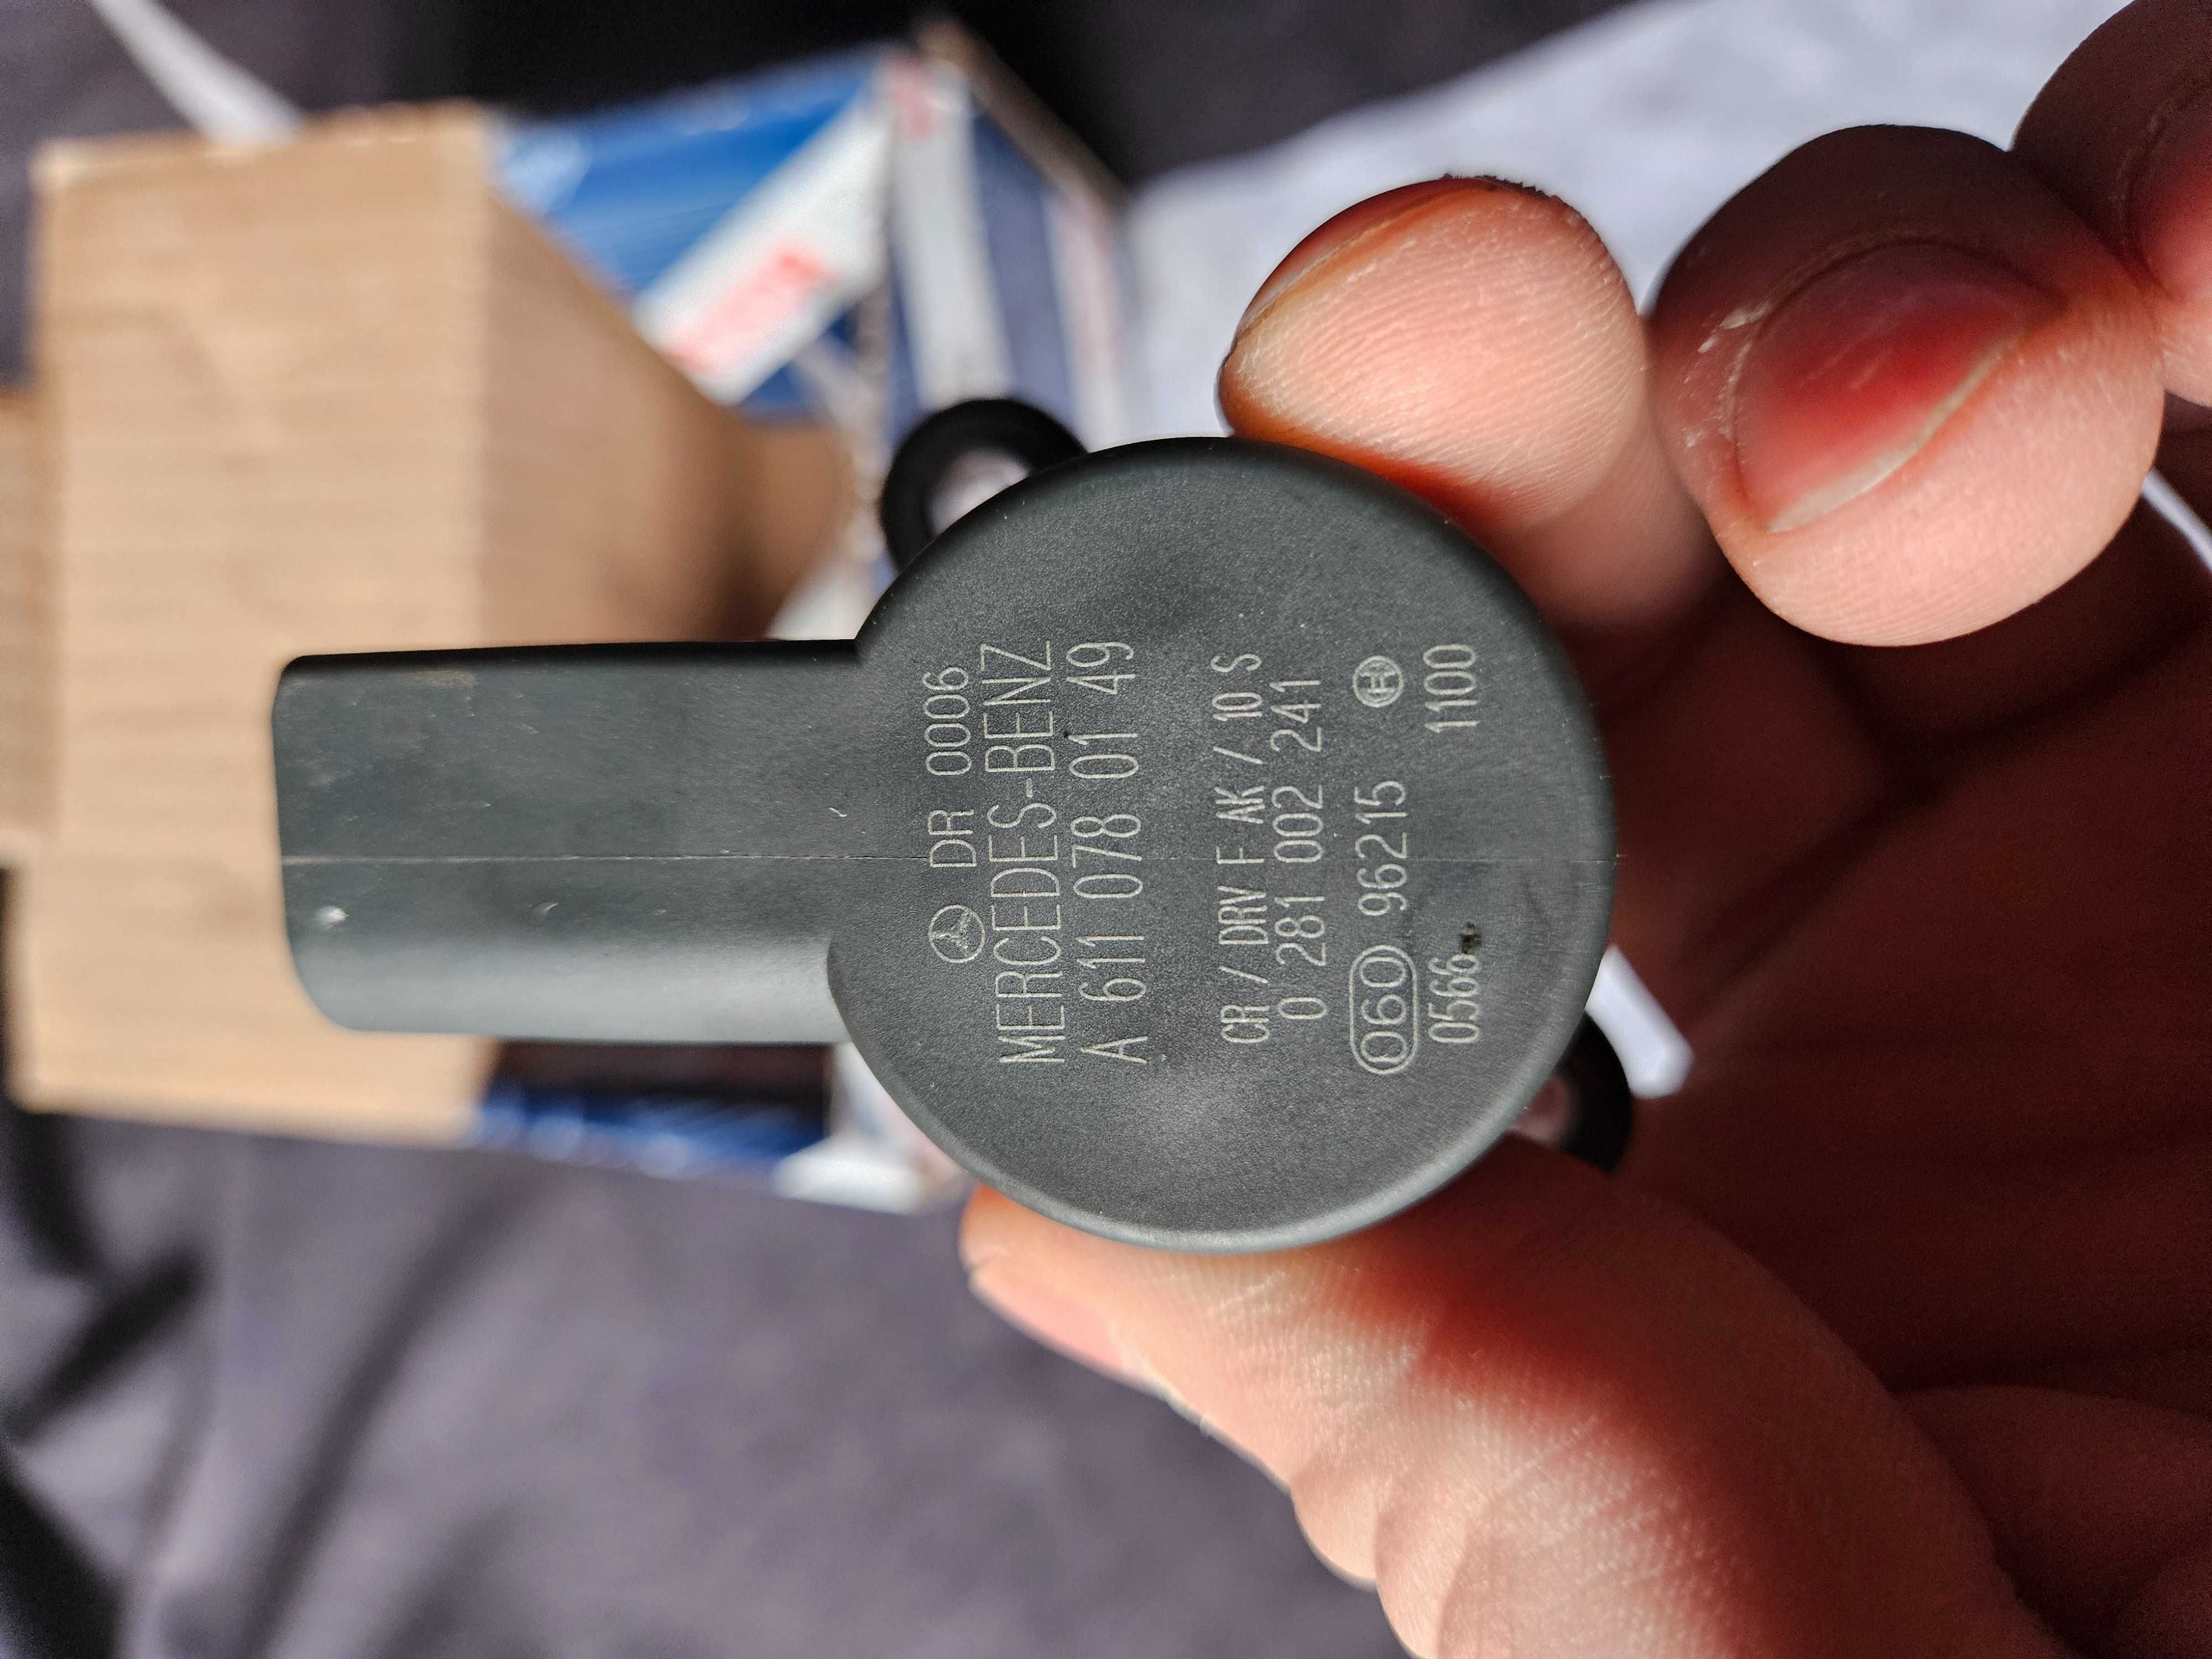 DR 0006
MERCEDES-BENZ
A 611 078 01 49
CR / DRV F AK / 10 S
0 281 002 241
060 96215
0566 1100